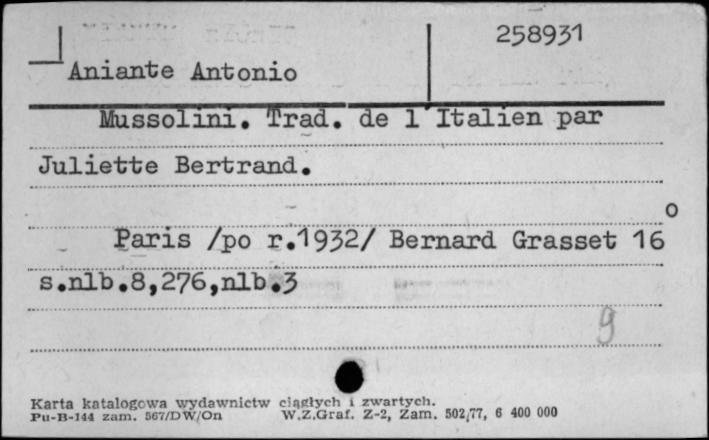 258931
Aniante Antonio
Mussolini. Trad. de l'Italien par
Juliette Bertrand.
Paris /po r.1932/ Bernard Grasset 16°
s.nlb.8,276,nlb.3
9
Karta katalogowa wydawnictw ciągłych i zwartych.
Pu-B-144 zam. 567/DW/On W.Z.Graf. Z-2, Zam. 502/77, 6 400 000